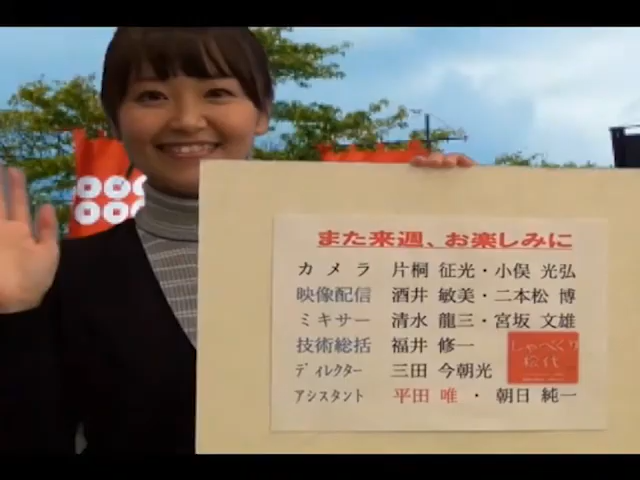 また来週、お楽しみに
カメラ 片桐 征光・小俣 光弘
映像配信 酒井 敏美・二本松 博
ミキサー 清水 龍三・宮坂 文雄
技術総括 福井 修一
ディレクター 三田 今朝光
アシスタント 平田 唯 ・ 朝日 純一
しゃべくり
絵代